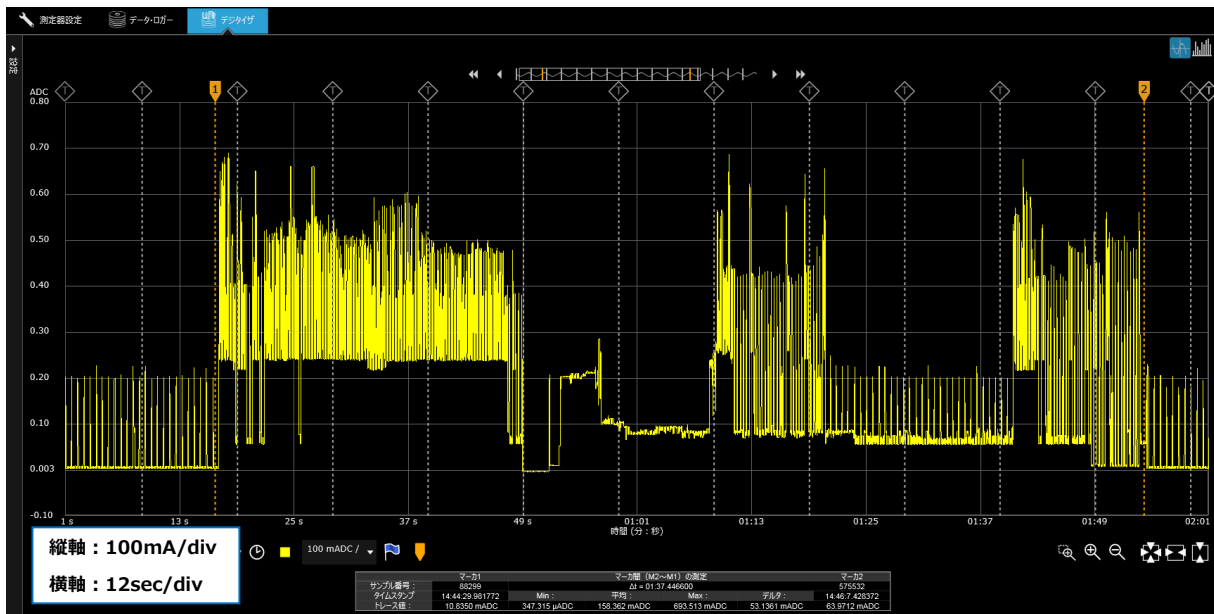 測定器設定 データ・ロガー デジタイザ
設定
ADC T T 1 T T T T T T T T T T 2 T T
0.80
0.70
0.60
0.50
0.40
0.30
0.20
0.10
0.003
-0.10
1 s 13 s 25 s 37 s 49 s 01:01 01:13 01:25 01:37 01:49 02:01
時間 (分 : 秒)
縦軸：100mA/div
横軸：12sec/div
100 mADC /
マーカ1 マーカ間（M2～M1）の測定 マーカ2
サンプル番号 : 88299 Δt = 01:37.446600 575532
タイムスタンプ 14:44:29.981772 Min : 平均 : Max : デルタ : 14:46:7.428372
トレース値 : 10.8350 mADC 347.315 μADC 158.362 mADC 693.513 mADC 53.1361 mADC 63.9712 mADC